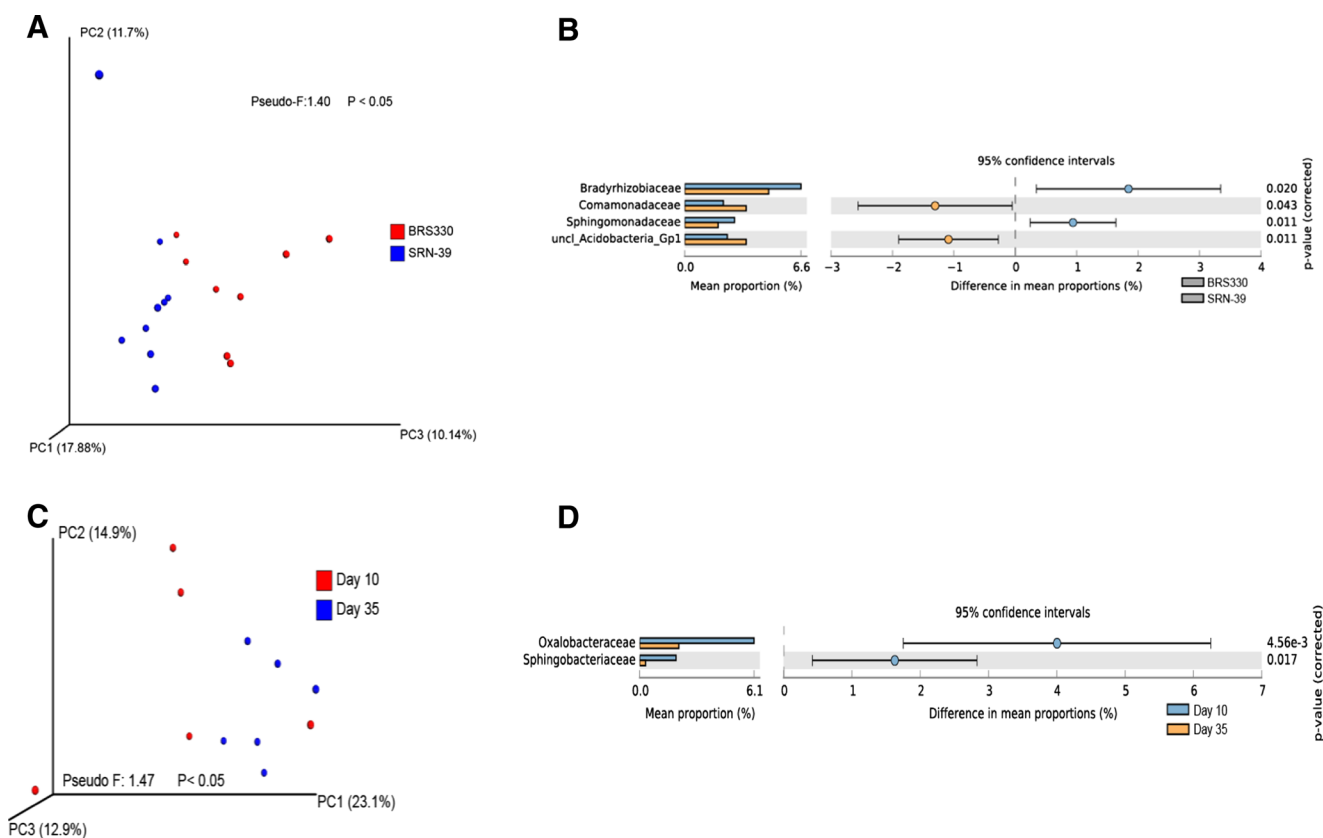 A
PC2 (11.7%)
Pseudo-F:1.40 P < 0.05
BRS330
SRN-39
PC1 (17.88%)
PC3 (10.14%)
B
95% confidence intervals
Bradyrhizobiaceae
Comamonadaceae
Sphingomonadaceae
uncl_Acidobacteria_Gp1
0.020
0.043
0.011
0.011
p-value (corrected)
0.0 6.6
Mean proportion (%)
−3 −2 −1 0 1 2 3 4
Difference in mean proportions (%)
BRS330
SRN-39
C
PC2 (14.9%)
Day 10
Day 35
Pseudo F: 1.47 P< 0.05
PC1 (23.1%)
PC3 (12.9%)
D
95% confidence intervals
Oxalobacteraceae
Sphingobacteriaceae
4.56e-3
0.017
p-value (corrected)
0.0 6.1
Mean proportion (%)
0 1 2 3 4 5 6 7
Difference in mean proportions (%)
Day 10
Day 35